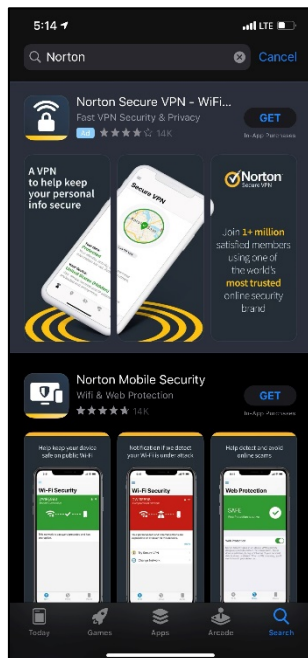 5:14
LTE
Norton
Cancel
Norton Secure VPN - WiFi...
Fast VPN Security & Privacy
Ad 14K
GET
In-App Purchases
A VPN
to help keep
your personal
info secure
Secure VPN
Norton
Secure VPN
Join 1+ million
satisfied members
using one of
the world's
most trusted
online security
brand
Norton Mobile Security
Wifi & Web Protection
14K
GET
In-App Purchases
Help keep your device
safe on public Wi-Fi
Wi-Fi Security
Notification if we detect
your Wi-Fi is under attack
Wi-Fi Security
Help detect and avoid
online scams
Web Protection
SAFE
Today
Games
Apps
Arcade
Search